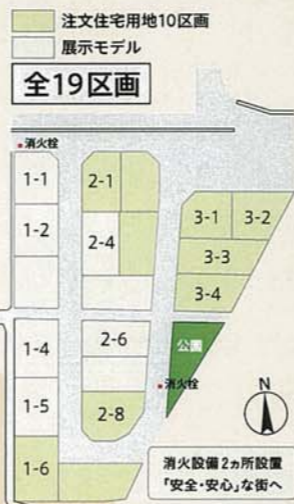 注文住宅用地10区画
展示モデル
全19区画
消火栓
1-1
2-1
1-2
2-4
3-1
3-2
3-3
3-4
1-4
2-6
公園
消火栓
1-5
2-8
N
1-6
消火設備2ヵ所設置
「安全・安心」な街へ